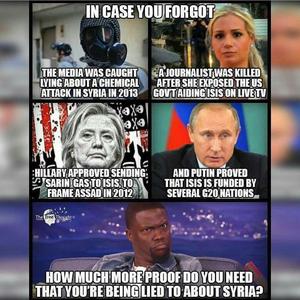 IN CASE YOU FORGOT
THE MEDIA WAS CAUGHT
LYING ABOUT A CHEMICAL
ATTACK IN SYRIA IN 2013
A JOURNALIST WAS KILLED
AFTER SHE EXPOSED THE US
GOV'T AIDING ISIS ON LIVE TV
HILLARY APPROVED SENDING
SARIN GAS TO ISIS, TO
FRAME ASSAD IN 2012
AND PUTIN PROVED
THAT ISIS IS FUNDED BY
SEVERAL G20 NATIONS...
HOW MUCH MORE PROOF DO YOU NEED
THAT YOU'RE BEING LIED TO ABOUT SYRIA?